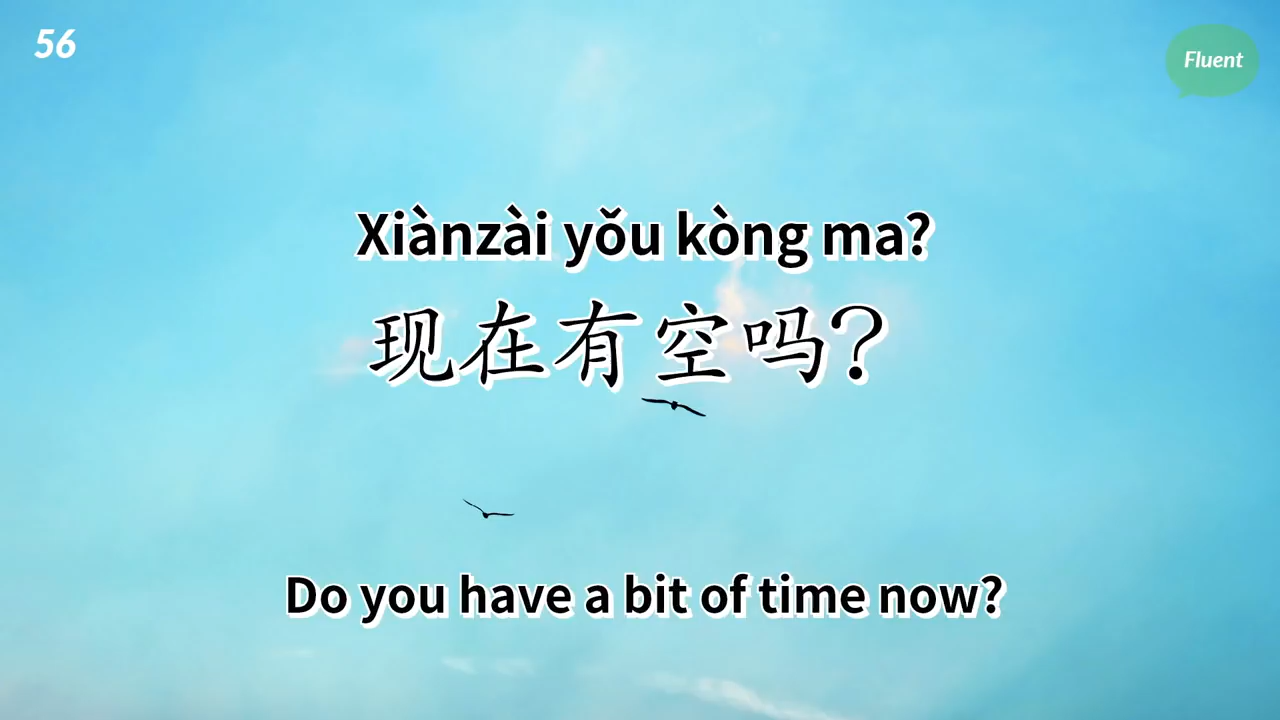 56
Fluent
Xiànzài yǒu kòng ma?
现在有空吗？
Do you have a bit of time now?